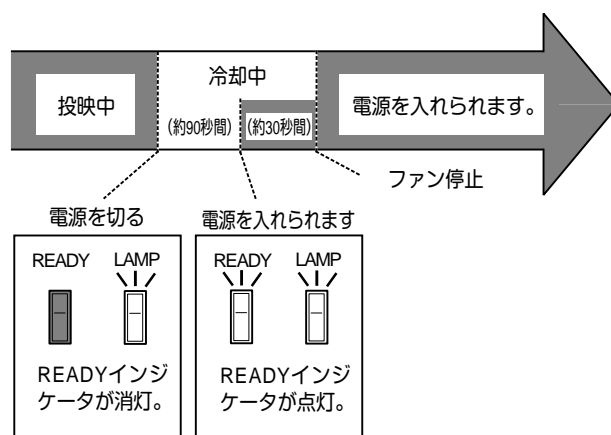 冷却中
投映中
電源を入れられます。
(約90秒間)
(約30秒間)
ファン停止
電源を切る
電源を入れられます
READY LAMP
READYインジ
ケータが消灯。
READY LAMP
READYインジ
ケータが点灯。